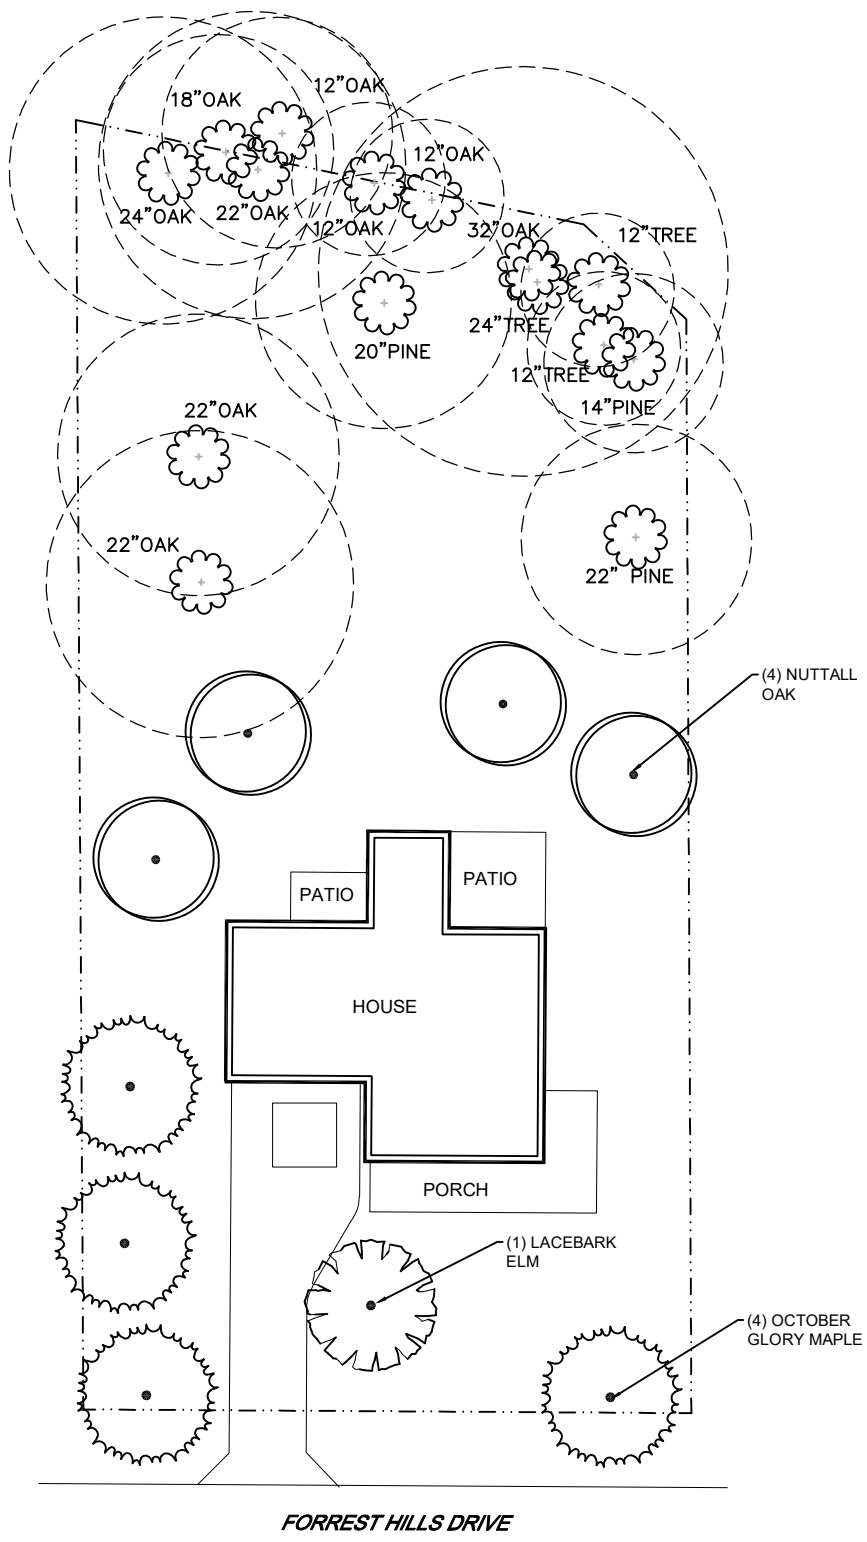 12"OAK
18"OAK
12"OAK
24"OAK
22"OAK
12"OAK
32"OAK
12"TREE
24"TREE
20"PINE
12"TREE
14"PINE
22"OAK
22"OAK
22" PINE
(4) NUTTALL
OAK
PATIO
PATIO
HOUSE
PORCH
(1) LACEBARK
ELM
(4) OCTOBER
GLORY MAPLE
FORREST HILLS DRIVE